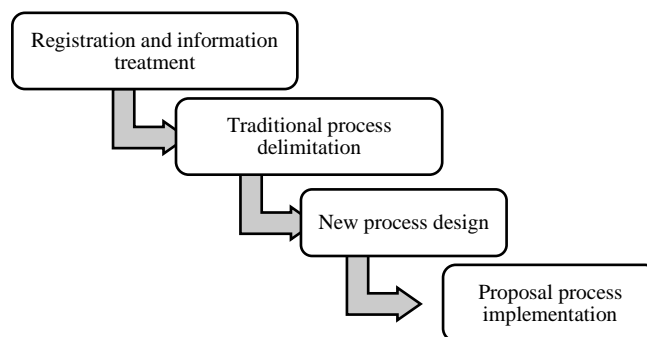 Registration and information
treatment
Traditional process
delimitation
New process design
Proposal process
implementation